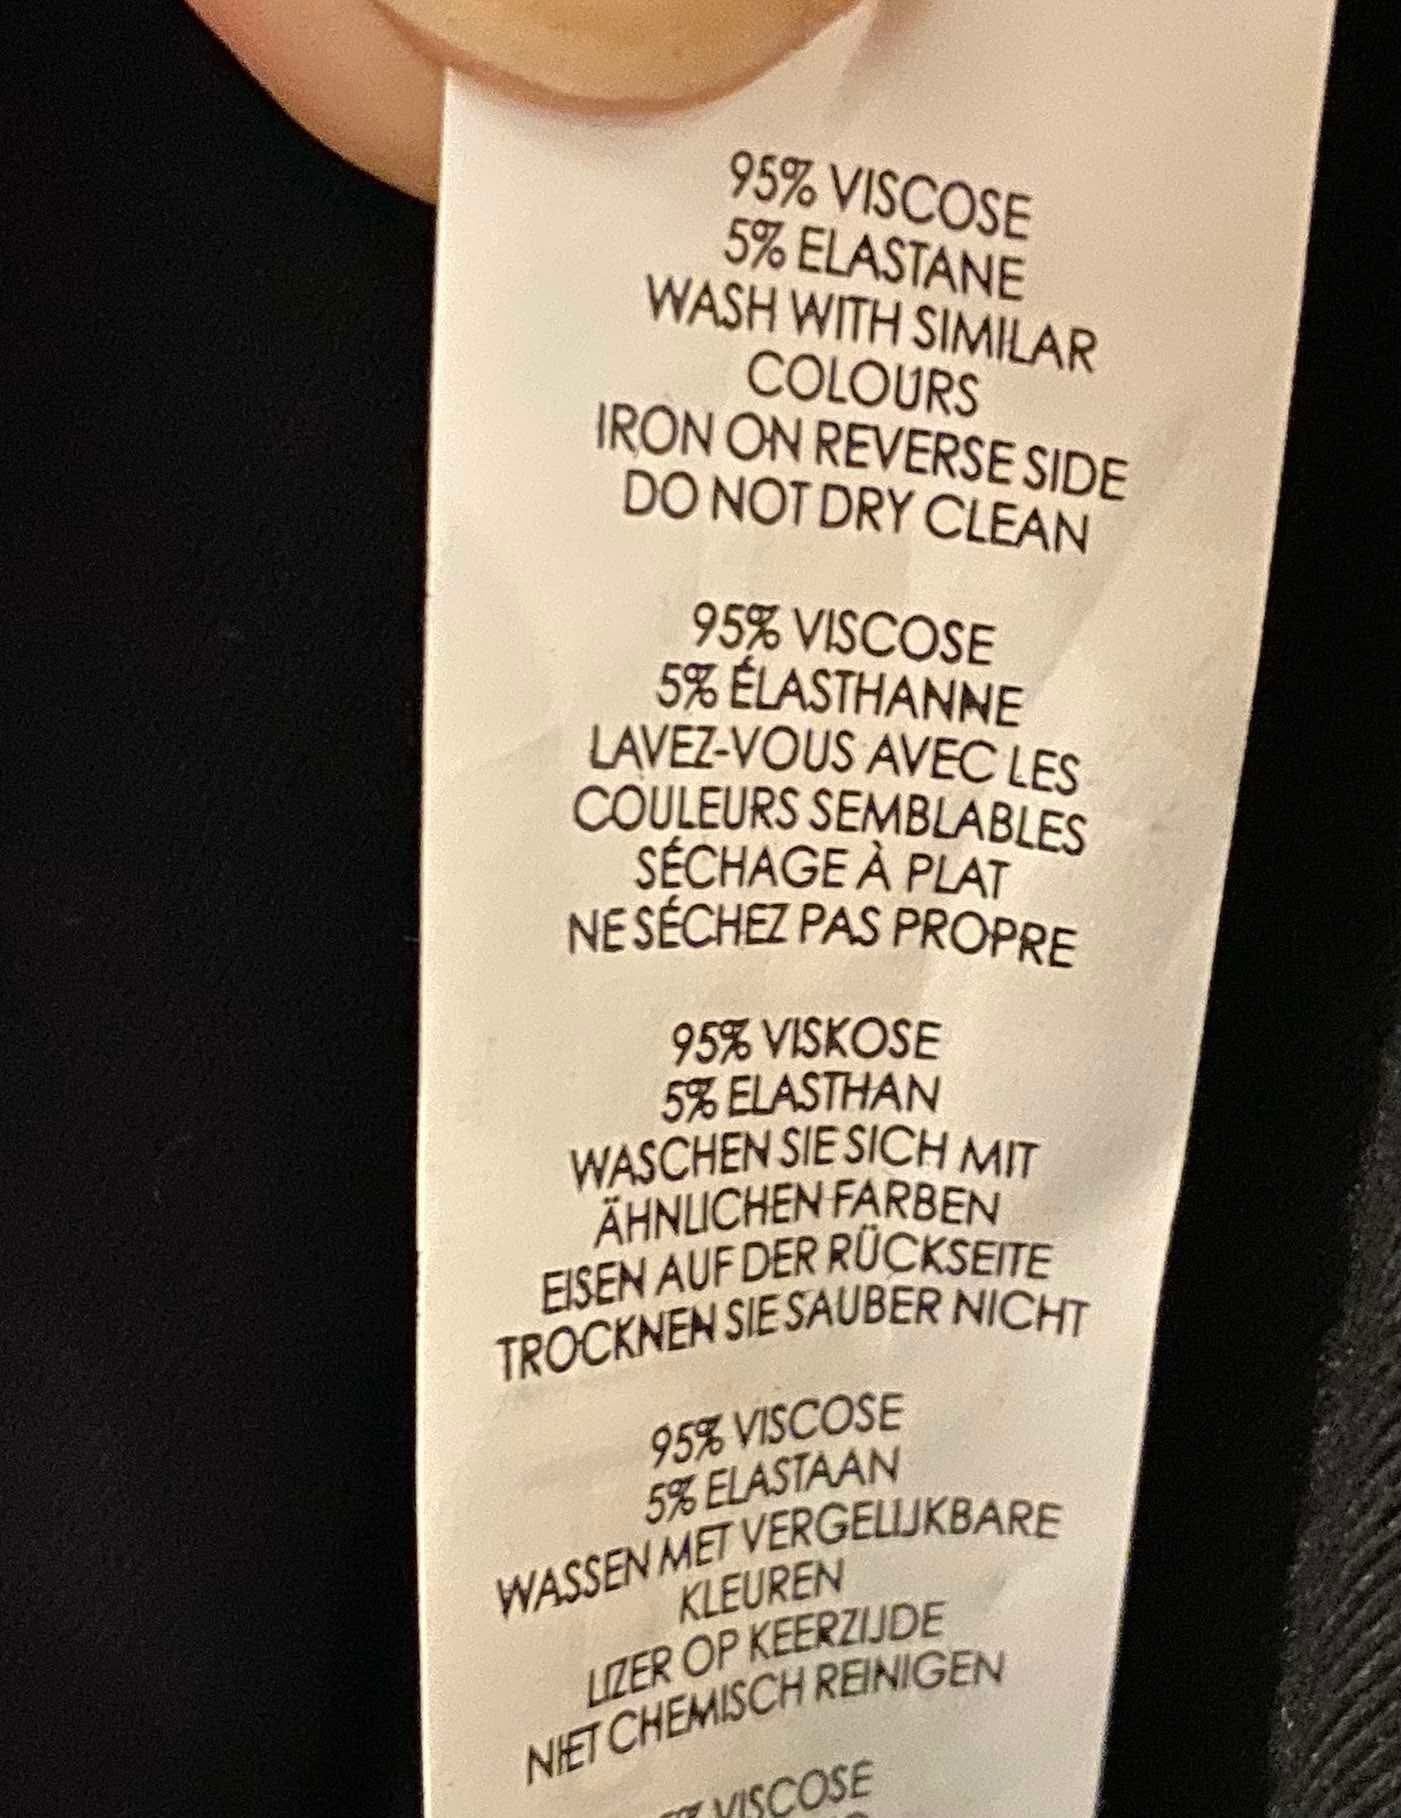 95% VISCOSE
5% ELASTANE
WASH WITH SIMILAR
COLOURS
IRON ON REVERSE SIDE
DO NOT DRY CLEAN
95% VISCOSE
5% ÉLASTHANNE
LAVEZ-VOUS AVEC LES
COULEURS SEMBLABLES
SÉCHAGE À PLAT
NE SÉCHEZ PAS PROPRE
95% VISKOSE
5% ELASTHAN
WASCHEN SIE SICH MIT
ÄHNLICHEN FARBEN
EISEN AUF DER RÜCKSEITE
TROCKNEN SIE SAUBER NICHT
95% VISCOSE
5% ELASTAAN
WASSEN MET VERGELIJKBARE
KLEUREN
IJZER OP KEERZIJDE
NIET CHEMISCH REINIGEN
VISCOSE